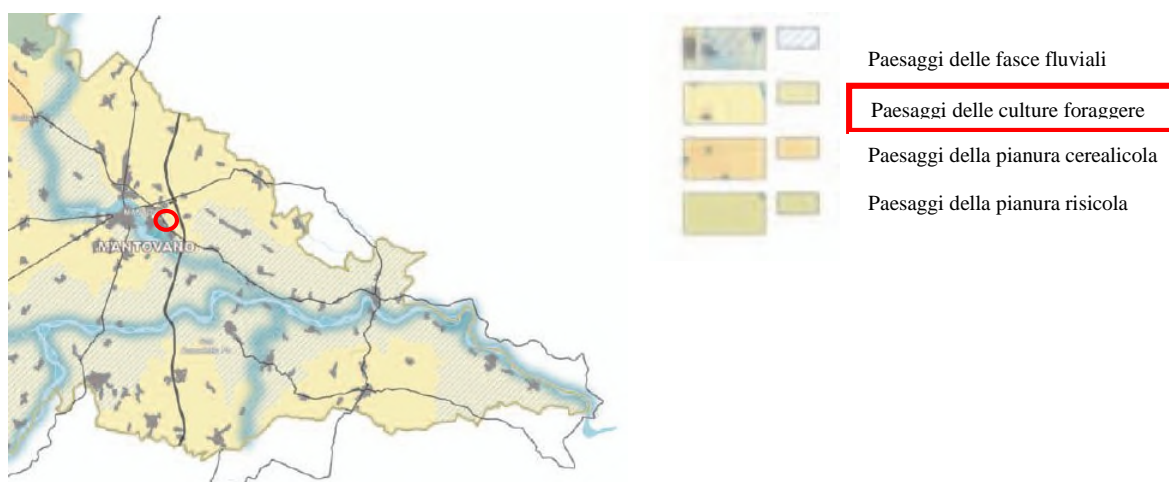 MANTOVANO
Paesaggi delle fasce fluviali
Paesaggi delle culture foraggere
Paesaggi della pianura cerealicola
Paesaggi della pianura risicola